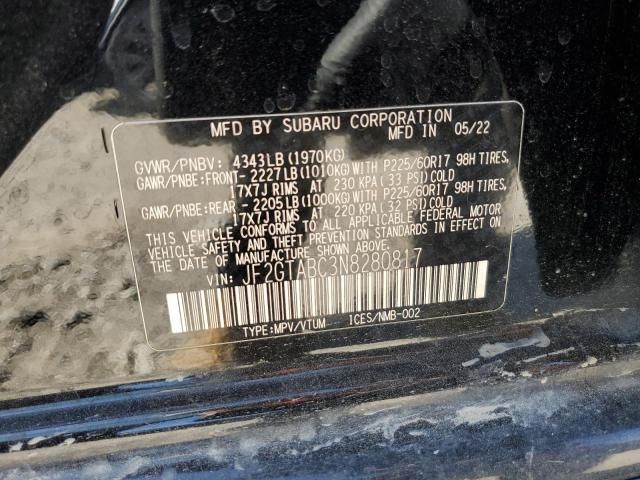 MFD BY SUBARU CORPORATION
MFD. IN 05/22
GVWR/PNBV: 4343LB(1970KG)
GAWR/PNBE:FRONT- 2227LB(1010KG)WITH P225/60R17 98H TIRES,
17X7J RIMS AT 230 KPA(33 PSI)COLD
GAWR/PNBE:REAR - 2205LB(1000KG)WITH P225/60R17 98H TIRES,
17X7J RIMS AT 220 KPA(32 PSI)COLD
THIS VEHICLE CONFORMS TO ALL APPLICABLE FEDERAL MOTOR
VEHICLE SAFETY STANDARDS IN EFFECT ON
THE DATE OF MANUFACTURE SHOWN ABOVE.
VIN: JF2GTABC3N8280817
TYPE:MPV/VTUM ICES/NMB-002